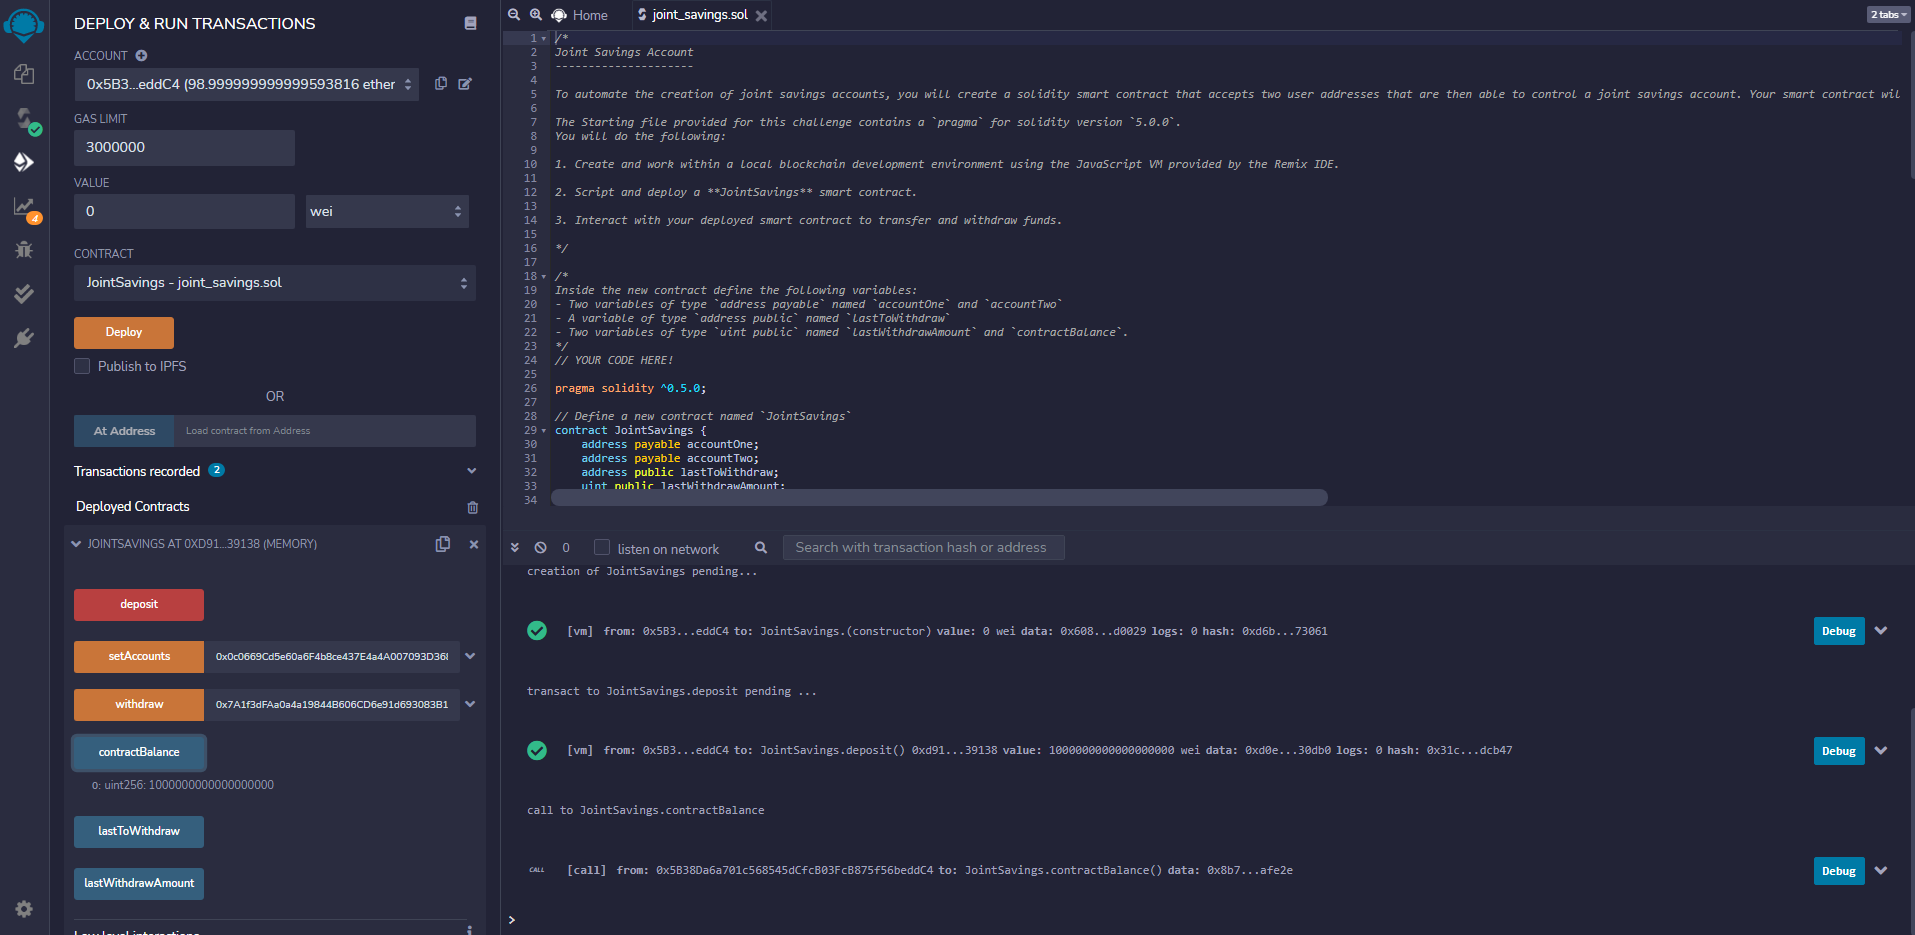 DEPLOY & RUN TRANSACTIONS
ACCOUNT
0x5B3...eddC4 (98.999999999999593816 ether
GAS LIMIT
3000000
VALUE
0
wei
CONTRACT
JointSavings - joint_savings.sol
Deploy
Publish to IPFS
OR
At Address
Load contract from Address
Transactions recorded 2
Deployed Contracts
JOINTSAVINGS AT 0XD91...39138 (MEMORY)
deposit
setAccounts
0x0c0669Cd5e60a6F4b8ce437E4a4A007093D36
withdraw
0x7A1f3dFAa0a4a19844B606CD6e91d693083B1
contractBalance
0: uint256: 1000000000000000000
lastToWithdraw
lastWithdrawAmount
4
Home
joint_savings.sol
2 tabs
1 /*
2 Joint Savings Account
3 ---------------------
4
5 To automate the creation of joint savings accounts, you will create a solidity smart contract that accepts two user addresses that are then able to control a joint savings account. Your smart contract wil
6
7 The Starting file provided for this challenge contains a `pragma` for solidity version `5.0.0`.
8 You will do the following:
9
10 1. Create and work within a local blockchain development environment using the JavaScript VM provided by the Remix IDE.
11
12 2. Script and deploy a **JointSavings** smart contract.
13
14 3. Interact with your deployed smart contract to transfer and withdraw funds.
15
16 */
17
18 /*
19 Inside the new contract define the following variables:
20 - Two variables of type `address payable` named `accountOne` and `accountTwo`
21 - A variable of type `address public` named `lastToWithdraw`
22 - Two variables of type `uint public` named `lastWithdrawAmount` and `contractBalance`.
23 */
24 // YOUR CODE HERE!
25
26 pragma solidity ^0.5.0;
27
28 // Define a new contract named `JointSavings`
29 contract JointSavings {
30 address payable accountOne;
31 address payable accountTwo;
32 address public lastToWithdraw;
33 uint public lastWithdrawAmount;
34
0
listen on network
Search with transaction hash or address
creation of JointSavings pending...
[vm] from: 0x5B3...eddC4 to: JointSavings.(constructor) value: 0 wei data: 0x608...d0029 logs: 0 hash: 0xd6b...73061
Debug
transact to JointSavings.deposit pending ...
[vm] from: 0x5B3...eddC4 to: JointSavings.deposit() 0xd91...39138 value: 1000000000000000000 wei data: 0xd0e...30db0 logs: 0 hash: 0x31c...dcb47
Debug
call to JointSavings.contractBalance
CALL [call] from: 0x5B38Da6a701c568545dCfcB03FcB875f56beddC4 to: JointSavings.contractBalance() data: 0x8b7...afe2e
Debug
>